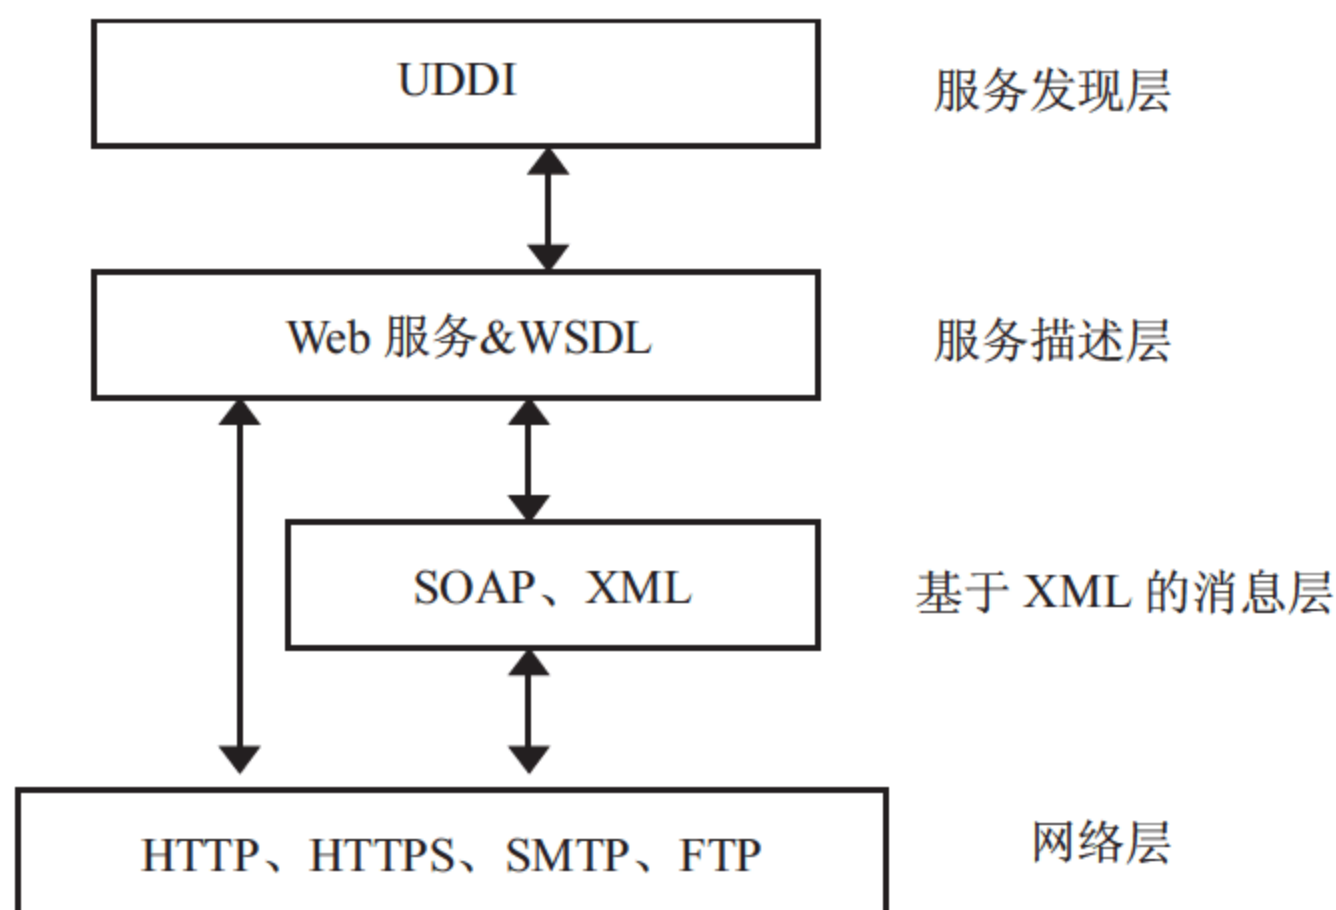 UDDI
服务发现层
Web 服务&WSDL
服务描述层
SOAP、XML
基于 XML 的消息层
HTTP、HTTPS、SMTP、FTP
网络层